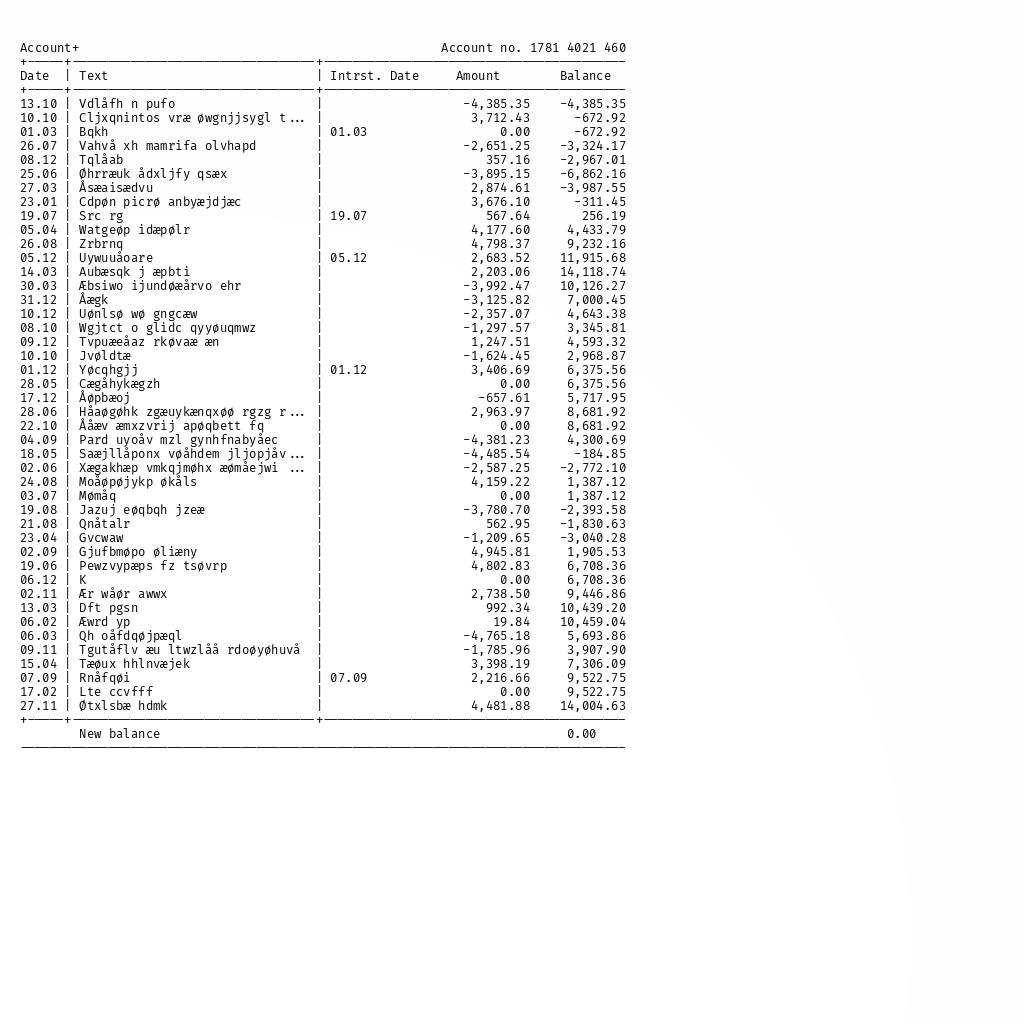 Account+ Account no. 1781 4021 460
+-----+---------------------------------+-----------------------------------------
Date | Text | Intrst. Date Amount Balance
+-----+---------------------------------+-----------------------------------------
13.10 | Vdlåfh n pufo | -4,385.35 -4,385.35
10.10 | Cljxqnintos vræ øwgnjjsygl t... | 3,712.43 -672.92
01.03 | Bqkh | 01.03 0.00 -672.92
26.07 | Vahvå xh mamrifa olvhapd | -2,651.25 -3,324.17
08.12 | Tqlåab | 357.16 -2,967.01
25.06 | Øhrræuk ådxljfy qsæx | -3,895.15 -6,862.16
27.03 | Åsæaisædvu | 2,874.61 -3,987.55
23.01 | Cdpøn picrø anbyæjdjæc | 3,676.10 -311.45
19.07 | Src rg | 19.07 567.64 256.19
05.04 | Watgeøp idæpølr | 4,177.60 4,433.79
26.08 | Zrbrnq | 4,798.37 9,232.16
05.12 | Uywuuåoare | 05.12 2,683.52 11,915.68
14.03 | Aubæsqk j æpbti | 2,203.06 14,118.74
30.03 | Æbsiwo ijundøæårvo ehr | -3,992.47 10,126.27
31.12 | Åægk | -3,125.82 7,000.45
10.12 | Uønlsø wø gngcæw | -2,357.07 4,643.38
08.10 | Wgjtct o glidc qyyøuqmwz | -1,297.57 3,345.81
09.12 | Tvpuæeåaz rkøvaæ æn | 1,247.51 4,593.32
10.10 | Jvøldtæ | -1,624.45 2,968.87
01.12 | Yøcqhgjj | 01.12 3,406.69 6,375.56
28.05 | Cægåhykægzh | 0.00 6,375.56
17.12 | Åøpbæoj | -657.61 5,717.95
28.06 | Håaøgøhk zgæuykænqxøø rgzg r... | 2,963.97 8,681.92
22.10 | Ååæv æmxzvrij apøqbett fq | 0.00 8,681.92
04.09 | Pard uyoåv mzl gynhfnabyåec | -4,381.23 4,300.69
18.05 | Saæjllåponx vøåhdem jljopjåv... | -4,485.54 -184.85
02.06 | Xægakhæp vmkqjmøhx æømåejwi ... | -2,587.25 -2,772.10
24.08 | Moåøpøjykp økåls | 4,159.22 1,387.12
03.07 | Mømåq | 0.00 1,387.12
19.08 | Jazuj eøqbqh jzeæ | -3,780.70 -2,393.58
21.08 | Qnåtalr | 562.95 -1,830.63
23.04 | Gvcwaw | -1,209.65 -3,040.28
02.09 | Gjufbmøpo øliæny | 4,945.81 1,905.53
19.06 | Pewzvypæps fz tsøvrp | 4,802.83 6,708.36
06.12 | K | 0.00 6,708.36
02.11 | Ær wåør awwx | 2,738.50 9,446.86
13.03 | Dft pgsn | 992.34 10,439.20
06.02 | Æwrd yp | 19.84 10,459.04
06.03 | Qh oåfdqøjpæql | -4,765.18 5,693.86
09.11 | Tgutåflv æu ltwzlåå rdoøyøhuvå | -1,785.96 3,907.90
15.04 | Tæøux hhlnvæjek | 3,398.19 7,306.09
07.09 | Rnåfqøi | 07.09 2,216.66 9,522.75
17.02 | Lte ccvfff | 0.00 9,522.75
27.11 | Øtxlsbæ hdmk | 4,481.88 14,004.63
+-----+---------------------------------+-----------------------------------------
New balance 0.00
----------------------------------------------------------------------------------